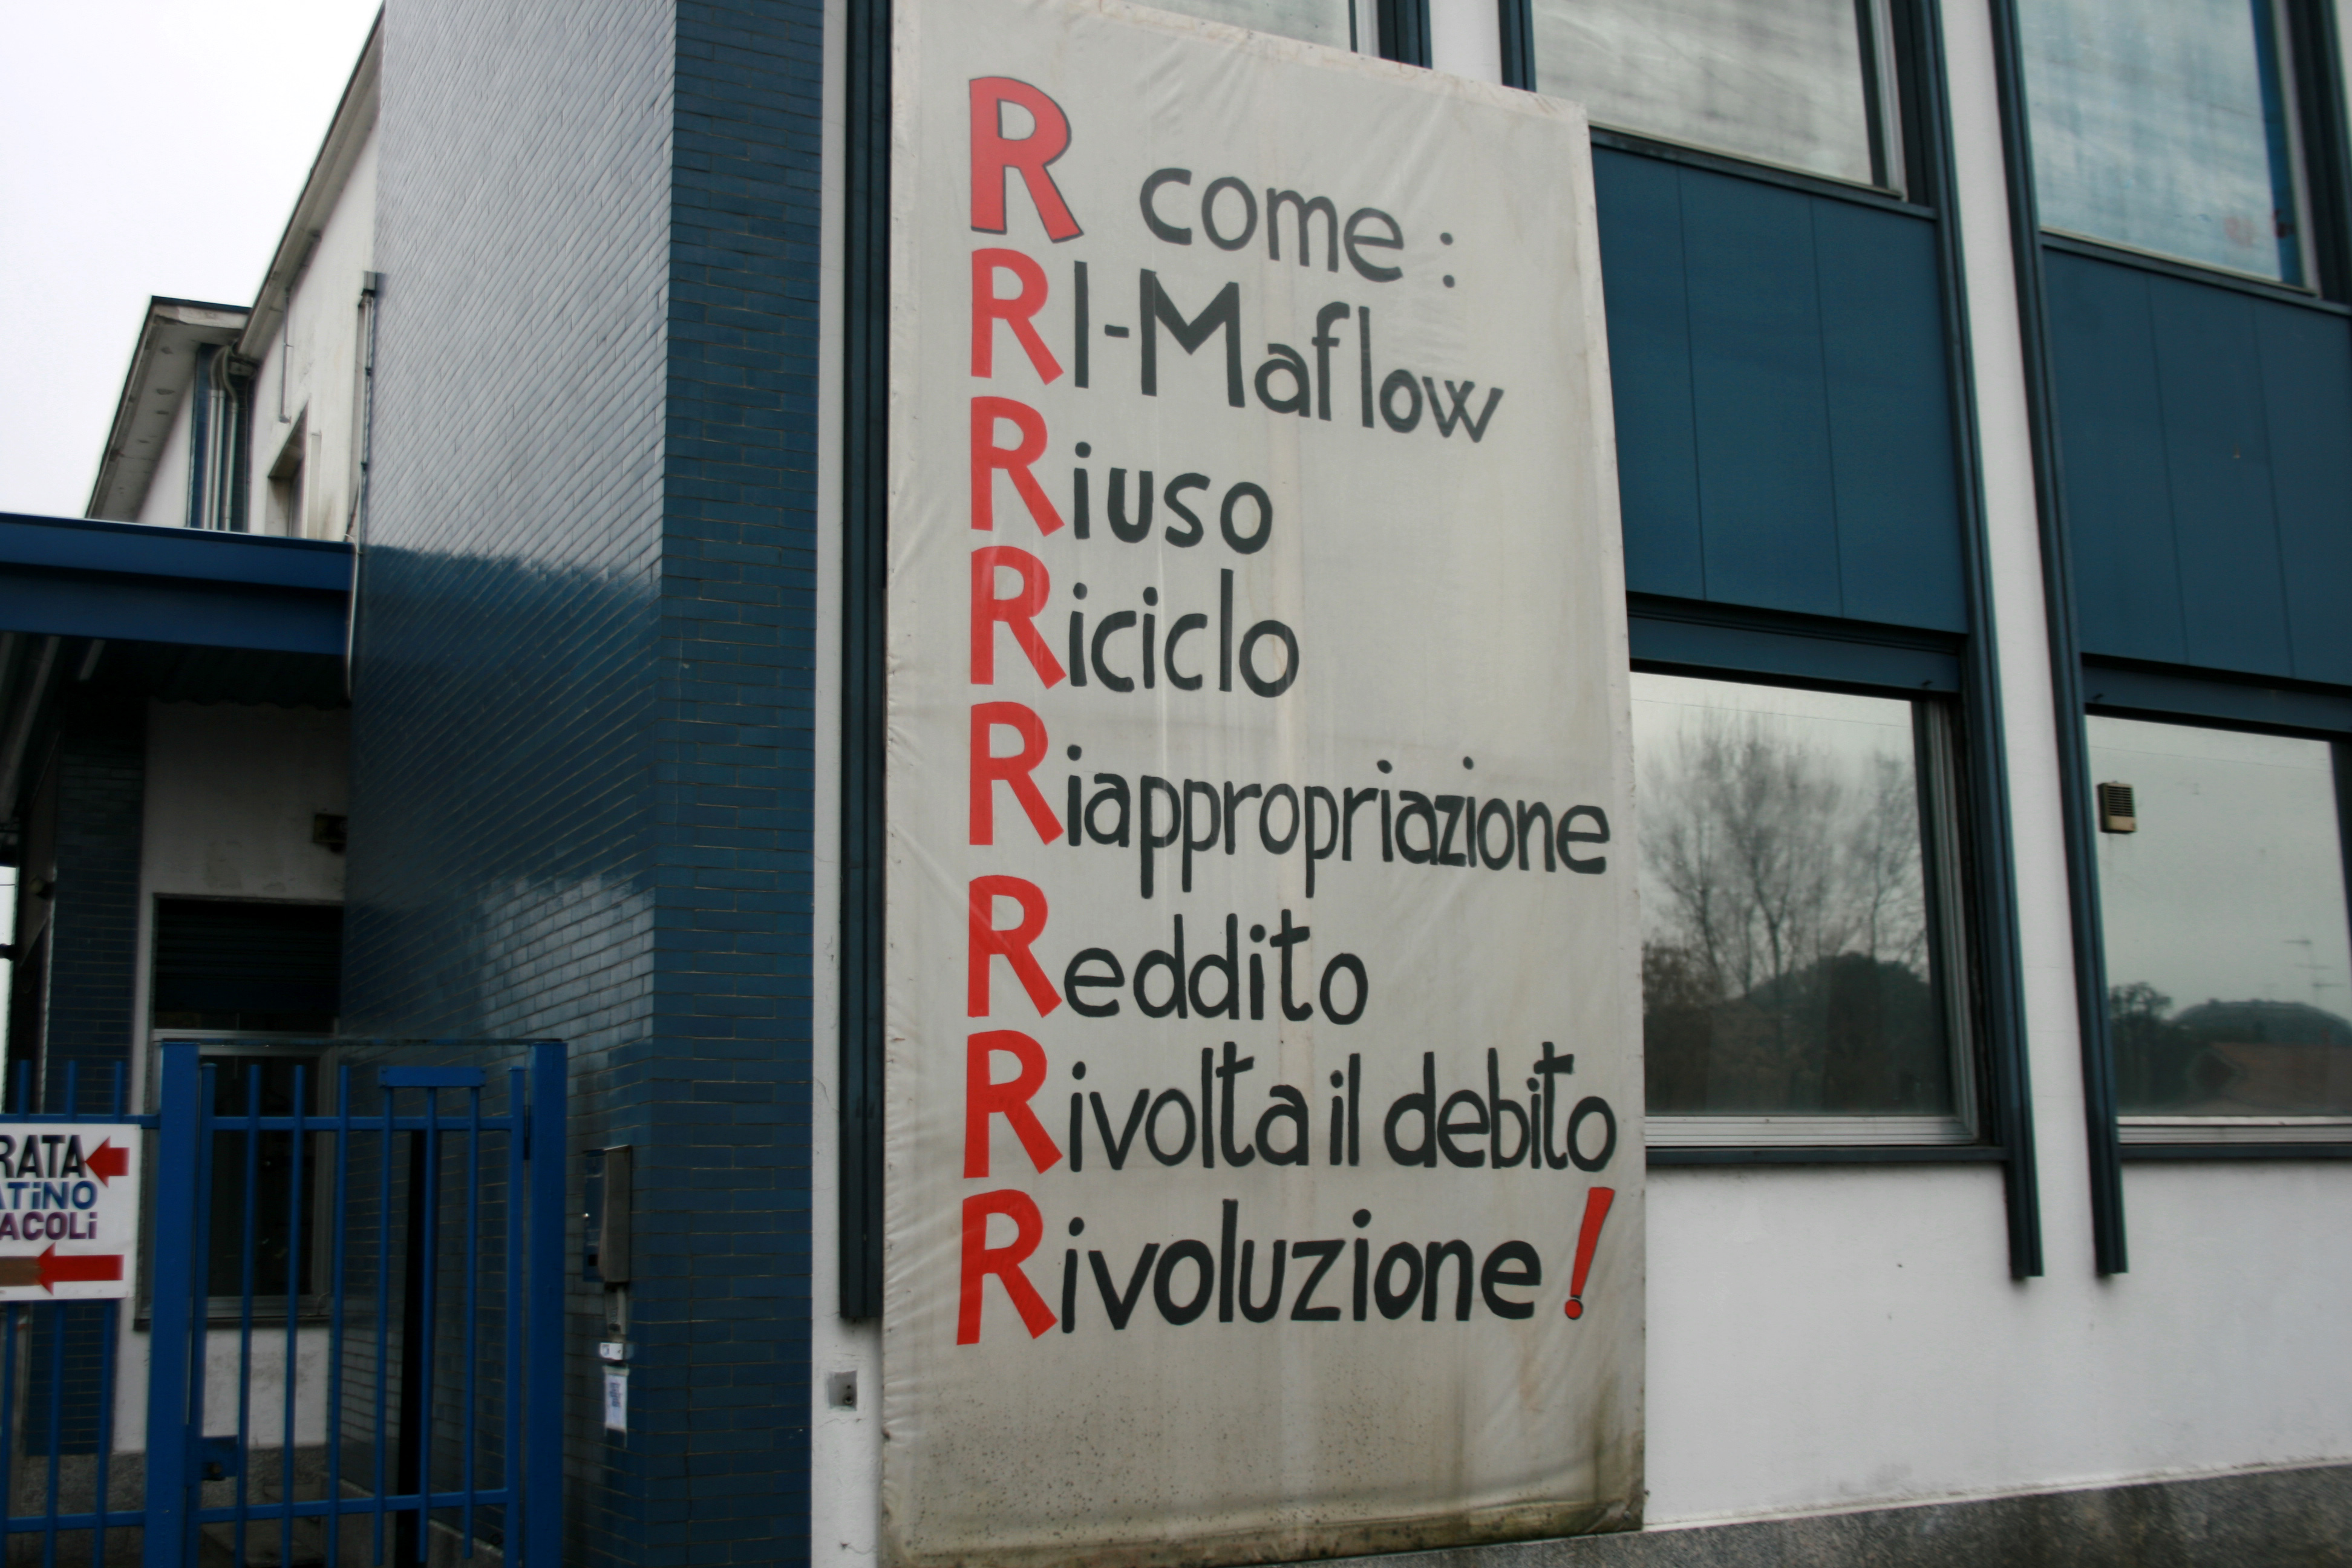 R come:
RI-Maflow
Riuso
Riciclo
Riappropriazione
Reddito
Rivolta il debito
Rivoluzione!
RATA
ATiNO
ACOLi